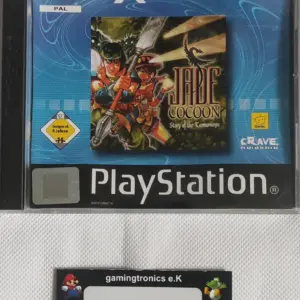 PAL
JADE
COCOON
Story of the Tamamayu
CRAVE
PlayStation
gamingtronics e.K